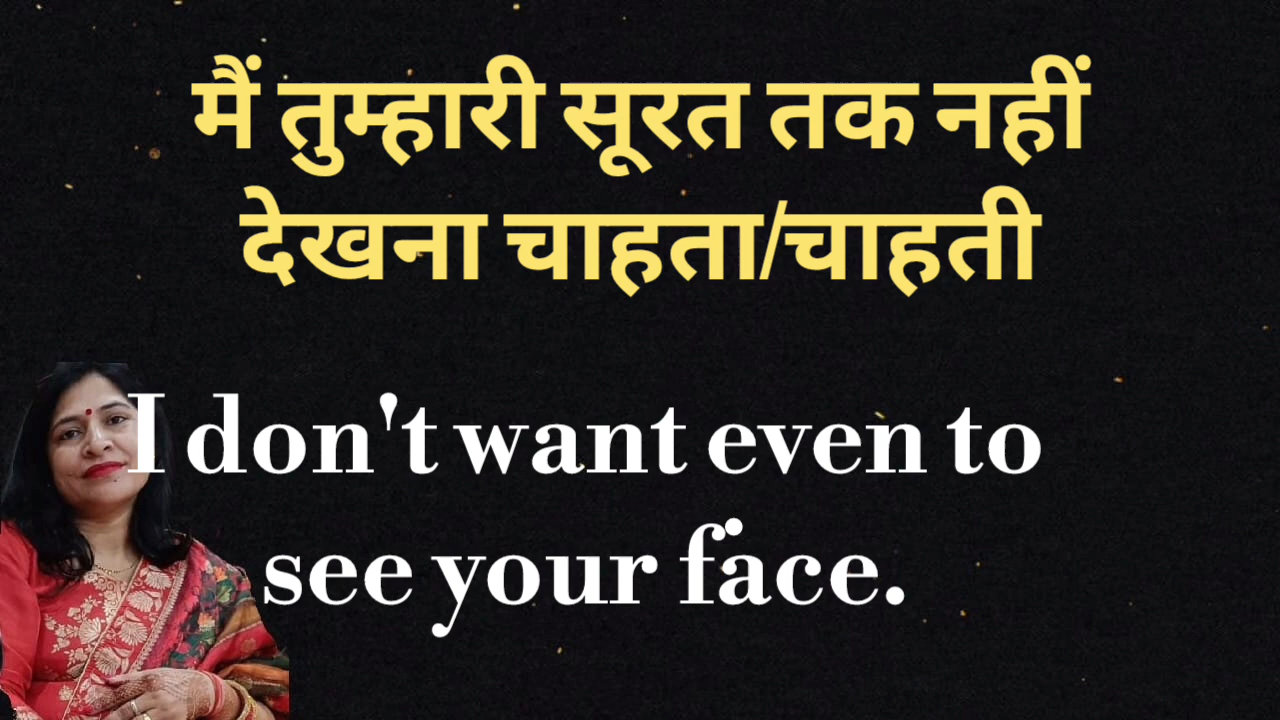 मैं तुम्हारी सूरत तक नहीं
देखना चाहता/चाहती
I don't want even to
see your face.